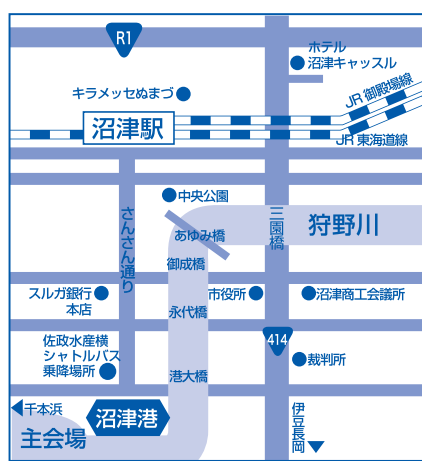 R1
ホテル
沼津キャッスル
キラメッセぬまづ
JR 御殿場線
沼津駅
JR 東海道線
中央公園
さんさん通り
三園橋
狩野川
あゆみ橋
御成橋
スルガ銀行
本店
市役所
沼津商工会議所
永代橋
佐政水産横
シャトルバス
乗降場所
414
裁判所
港大橋
千本浜
沼津港
主会場
伊豆長岡